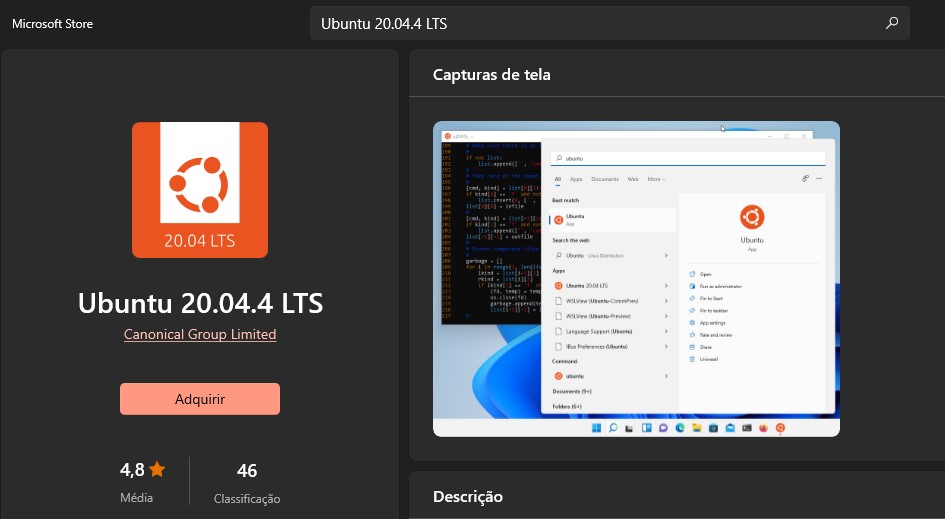 Microsoft Store
Ubuntu 20.04.4 LTS
20.04 LTS
Ubuntu 20.04.4 LTS
Canonical Group Limited
Adquirir
4,8
Média
46
Classificação
Capturas de tela
ubuntu
All Apps Documents Web More
Best match
Ubuntu
App
Search the web
Ubuntu - Linux Distribution
Apps
Ubuntu 20.04 LTS
WSLView (Ubuntu-CommPrev)
WSLView (Ubuntu-Preview)
Language Support (Ubuntu)
IBus Preferences (Ubuntu)
Command
ubuntu
Documents (9+)
Folders (6+)
Ubuntu
App
Open
Run as administrator
Pin to Start
Pin to taskbar
App settings
Rate and review
Share
Uninstall
Descrição